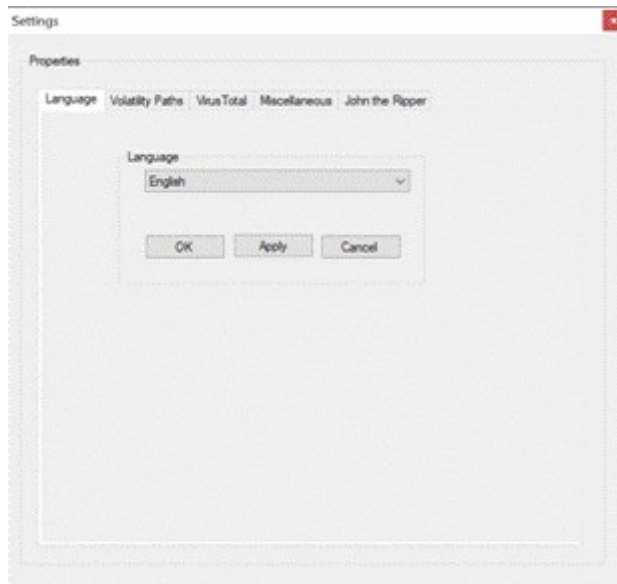 Settings
Properties
Language Volatility Paths VirusTotal Miscellaneous John the Ripper
Language
English
OK Apply Cancel